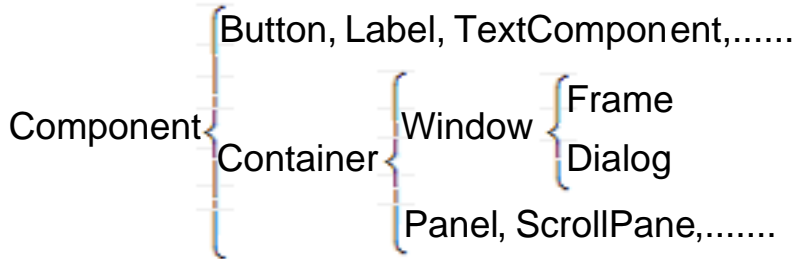 Button, Label, TextComponent,......
Frame
Component
Window
Dialog
Container
Panel, ScrollPane,.......